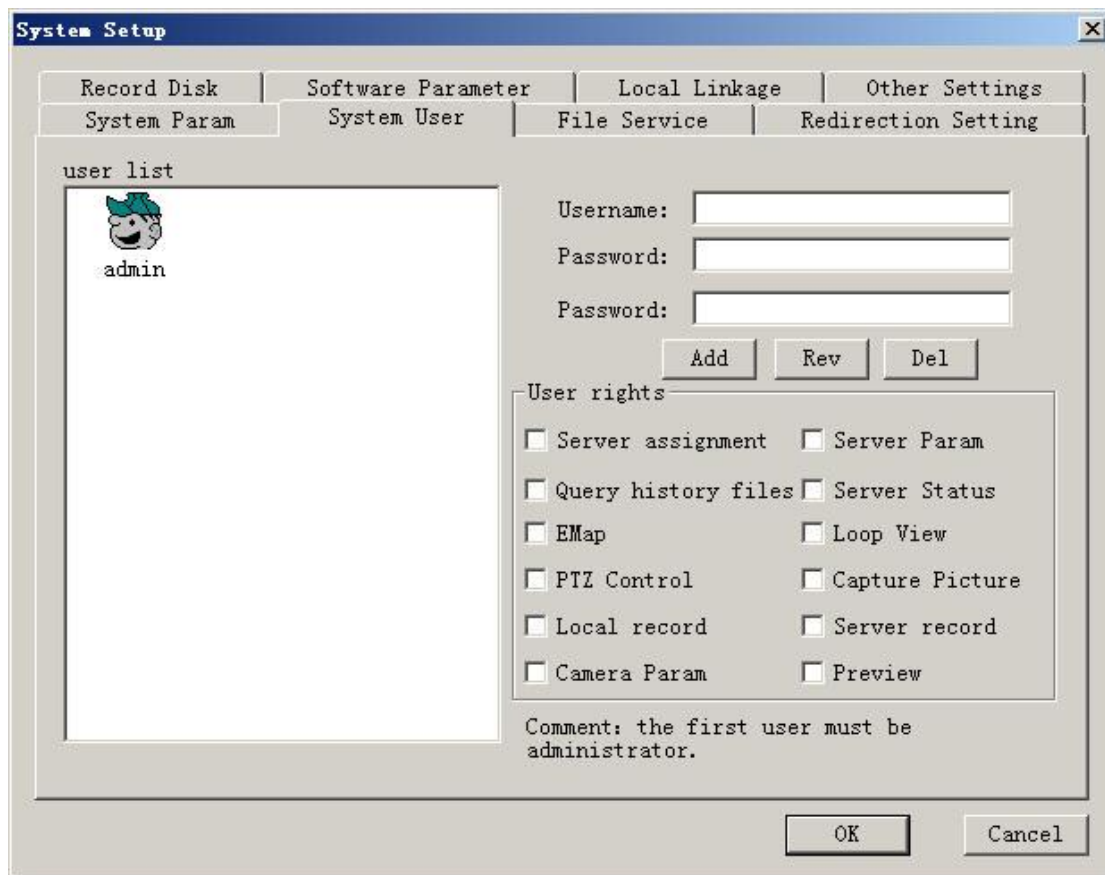 System Setup
Record Disk
Software Parameter
Local Linkage
Other Settings
System Param
System User
File Service
Redirection Setting
user list
admin
Username:
Password:
Password:
Add
Rev
Del
User rights
Server assignment
Server Param
Query history files
Server Status
EMap
Loop View
PTZ Control
Capture Picture
Local record
Server record
Camera Param
Preview
Comment: the first user must be
administrator.
OK
Cancel